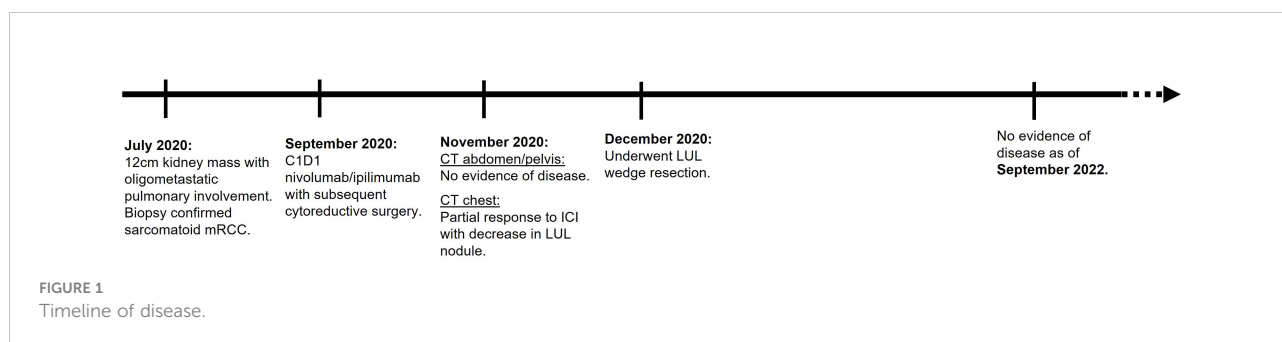 July 2020:
12cm kidney mass with
oligometastatic
pulmonary involvement.
Biopsy confirmed
sarcomatoid mRCC.
September 2020:
C1D1
nivolumab/ipilimumab
with subsequent
cytoreductive surgery.
November 2020:
CT abdomen/pelvis:
No evidence of disease.
CT chest:
Partial response to ICI
with decrease in LUL
nodule.
December 2020:
Underwent LUL
wedge resection.
No evidence of
disease as of
September 2022.
FIGURE 1
Timeline of disease.